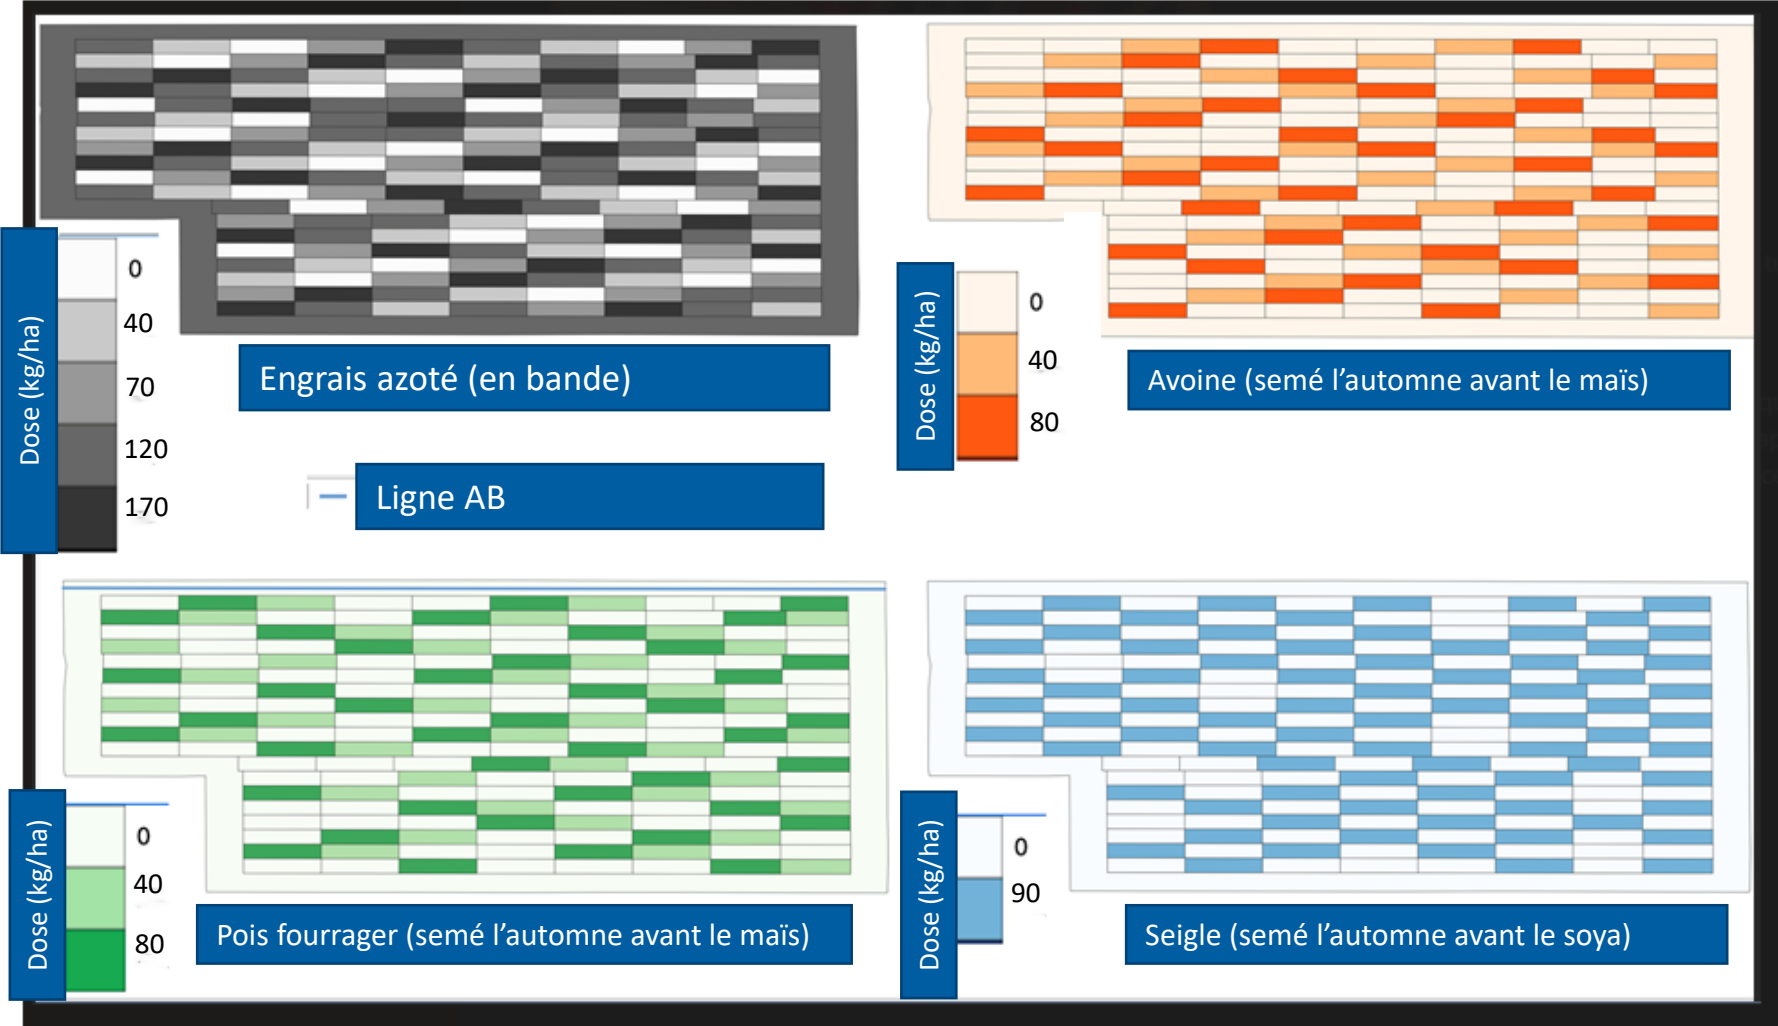 Dose (kg/ha)
0
40
70
120
170
Engrais azoté (en bande)
Ligne AB
Dose (kg/ha)
0
40
80
Avoine (semé l’automne avant le maïs)
Dose (kg/ha)
0
40
80
Pois fourrager (semé l’automne avant le maïs)
Dose (kg/ha)
0
90
Seigle (semé l’automne avant le soya)